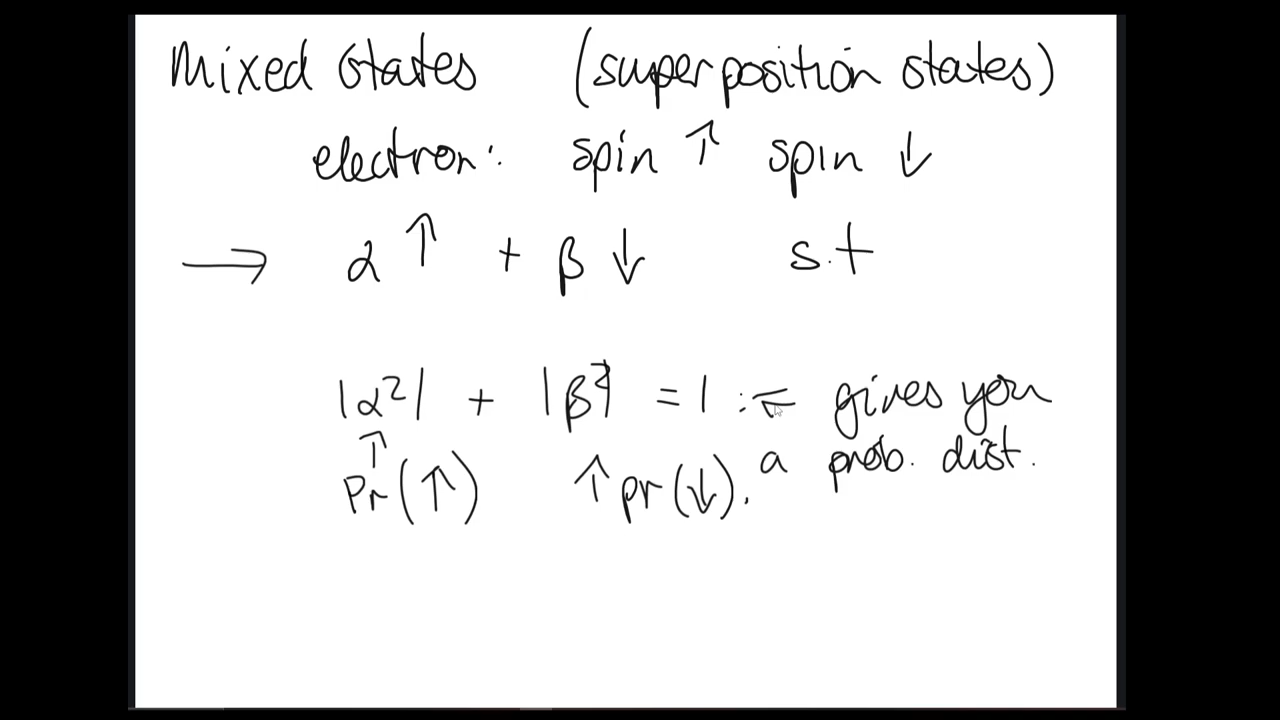 Mixed States (superposition states)
electron: spin ↑ spin ↓
→ α ↑ + β ↓ s.t
|α²| + |β²| = 1 :← gives you
a prob. dist.
↑ Pr(↑) ↑ pr(↓).